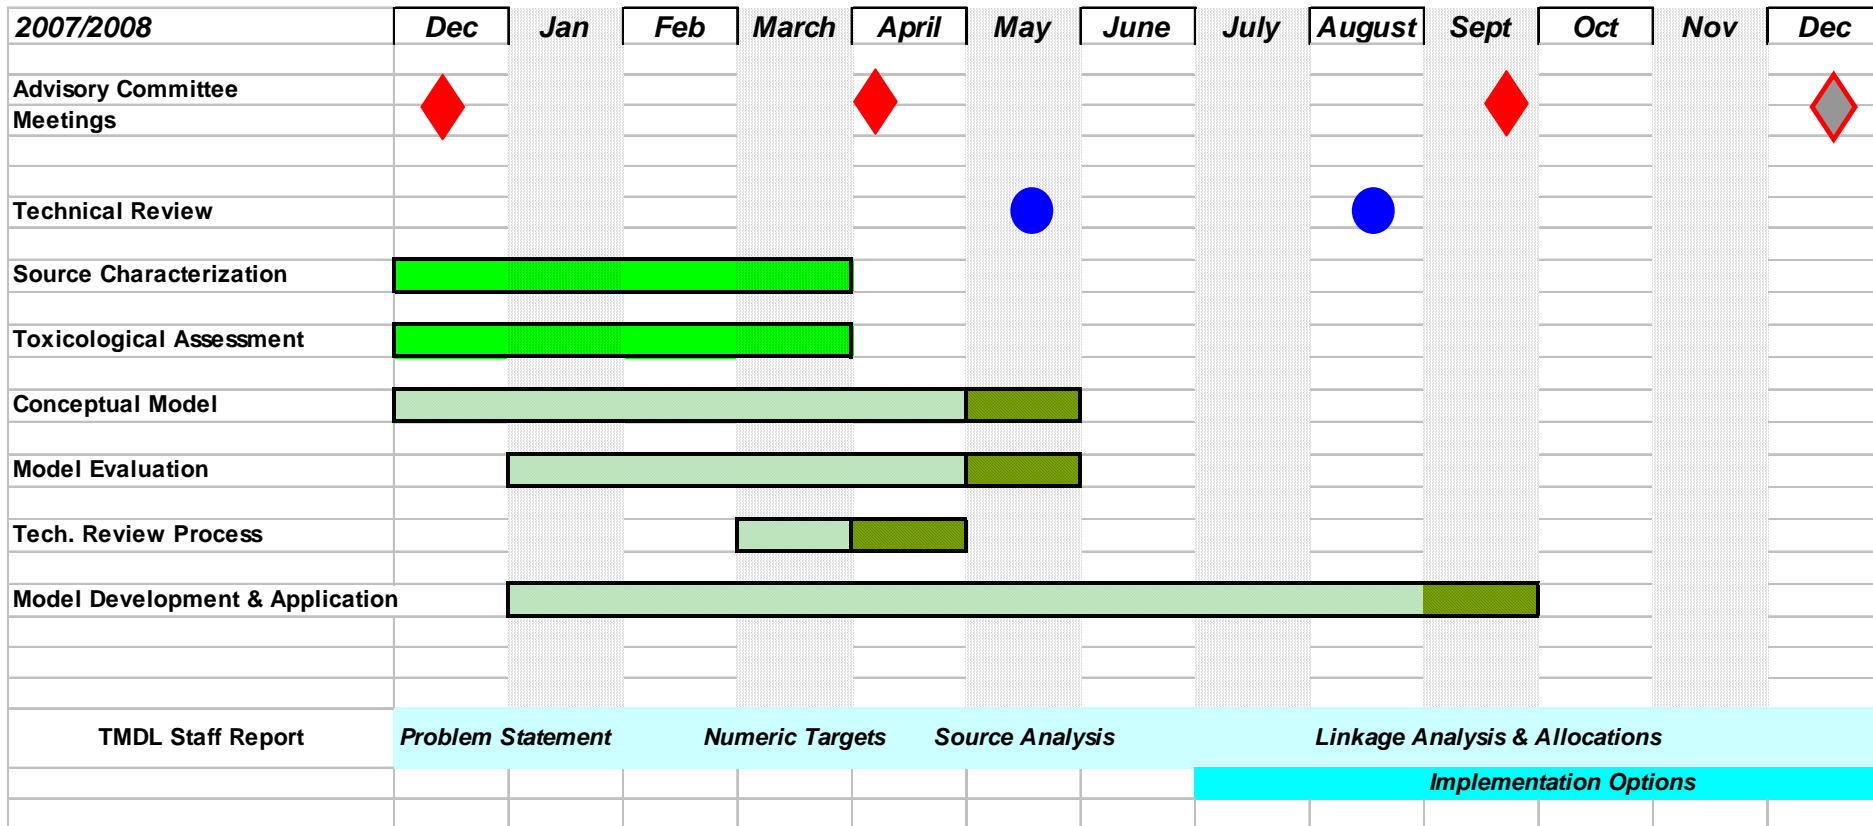 2007/2008 Dec Jan Feb March April May June July August Sept Oct Nov Dec
Advisory Committee
Meetings
Technical Review
Source Characterization
Toxicological Assessment
Conceptual Model
Model Evaluation
Tech. Review Process
Model Development & Application
TMDL Staff Report Problem Statement Numeric Targets Source Analysis Linkage Analysis & Allocations
Implementation Options